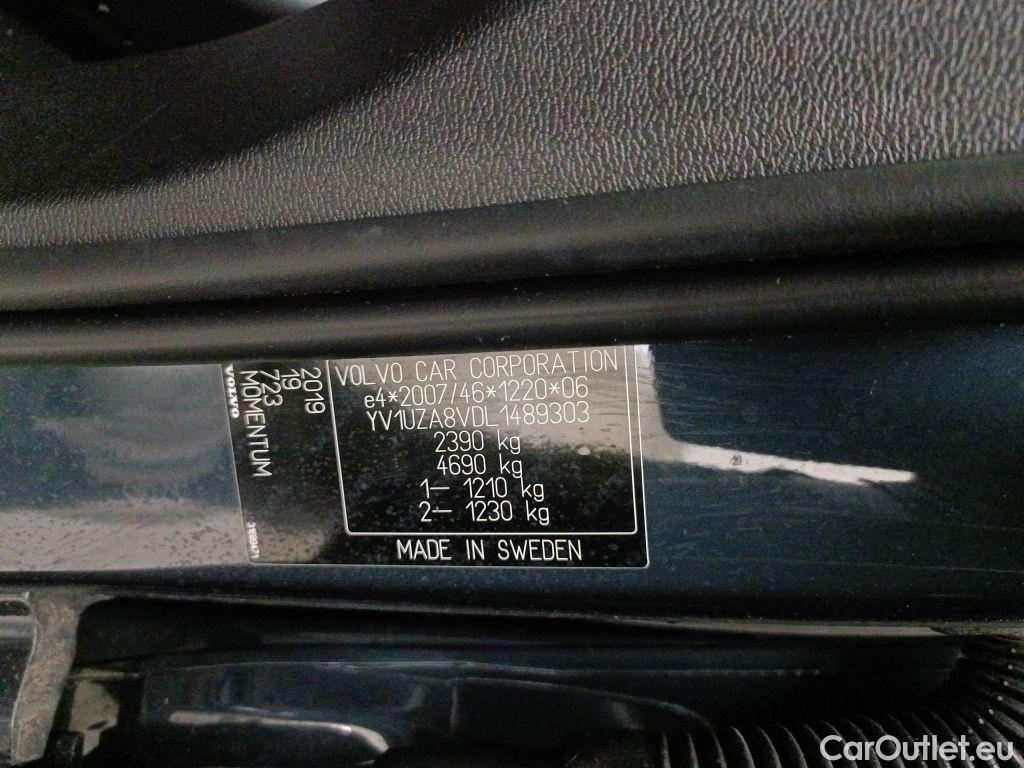 VOLVO CAR CORPORATION
e4*2007/46*1220*06
YV1UZA8VDL1489303
2390 kg
4690 kg
1– 1210 kg
2– 1230 kg
MADE IN SWEDEN
2019
19
723
MOMENTUM
VOLVO
CarOutlet.eu